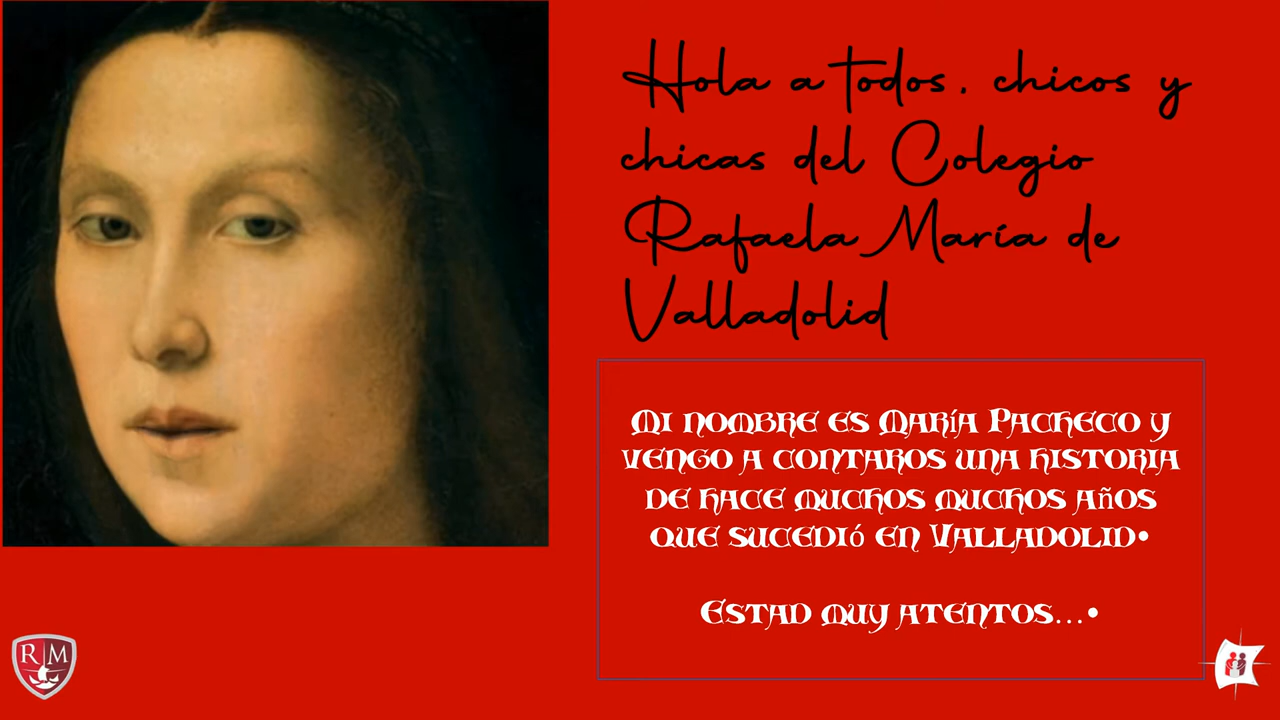 Hola a todos, chicos y
chicas del Colegio
Rafaela María de
Valladolid
Mi nombre es María Pacheco y
vengo a contaros una historia
de hace muchos muchos años
que sucedió en Valladolid.
Estad muy atentos....
R M